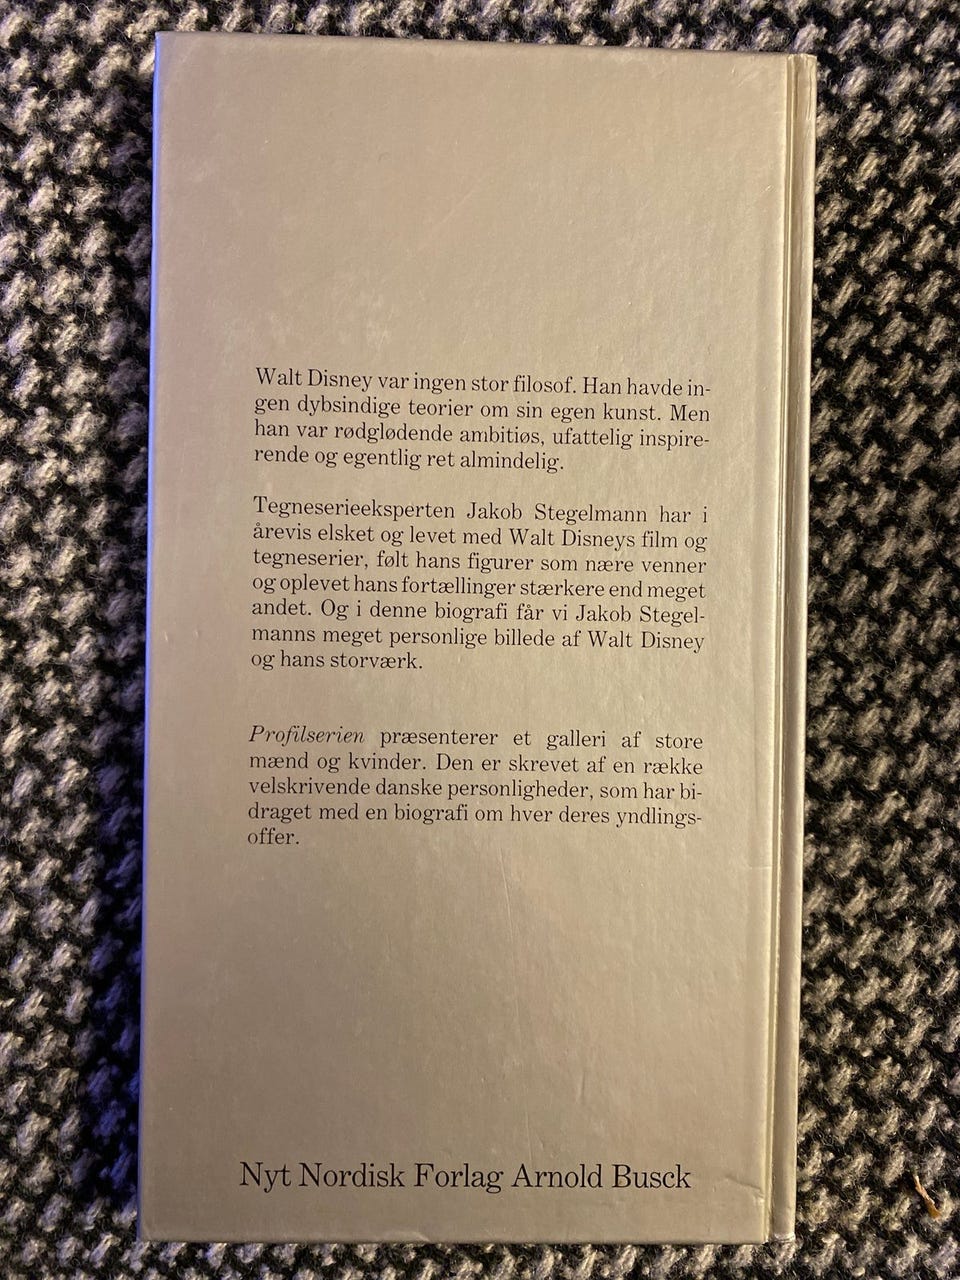 Walt Disney var ingen stor filosof. Han havde in-
gen dybsindige teorier om sin egen kunst. Men
han var rødglødende ambitiøs, ufattelig inspire-
rende og egentlig ret almindelig.
Tegneserieeksperten Jakob Stegelmann har i
årevis elsket og levet med Walt Disneys film og
tegneserier, følt hans figurer som nære venner
og oplevet hans fortællinger stærkere end meget
andet. Og i denne biografi får vi Jakob Stegel-
manns meget personlige billede af Walt Disney
og hans storværk.
Profilserien præsenterer et galleri af store
mænd og kvinder. Den er skrevet af en række
velskrivende danske personligheder, som har bi-
draget med en biografi om hver deres yndlings-
offer.
Nyt Nordisk Forlag Arnold Busck